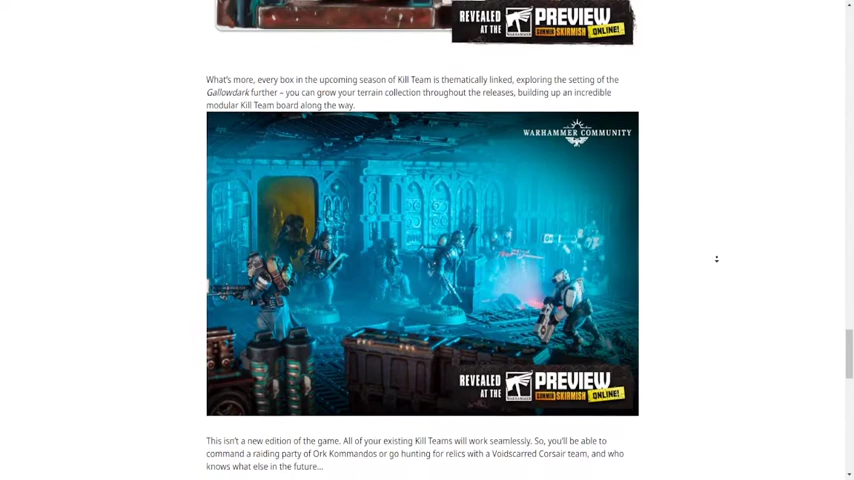 REVEALED
AT THE
WARHAMMER
PREVIEW
SUMMER SKIRMISH ONLINE!
What's more, every box in the upcoming season of Kill Team is thematically linked, exploring the setting of the
Gallowdark further – you can grow your terrain collection throughout the releases, building up an incredible
modular Kill Team board along the way.
WARHAMMER COMMUNITY
REVEALED
AT THE
WARHAMMER
PREVIEW
SUMMER SKIRMISH ONLINE!
This isn't a new edition of the game. All of your existing Kill Teams will work seamlessly. So, you'll be able to
command a raiding party of Ork Kommandos or go hunting for relics with a Voidscarred Corsair team, and who
knows what else in the future...